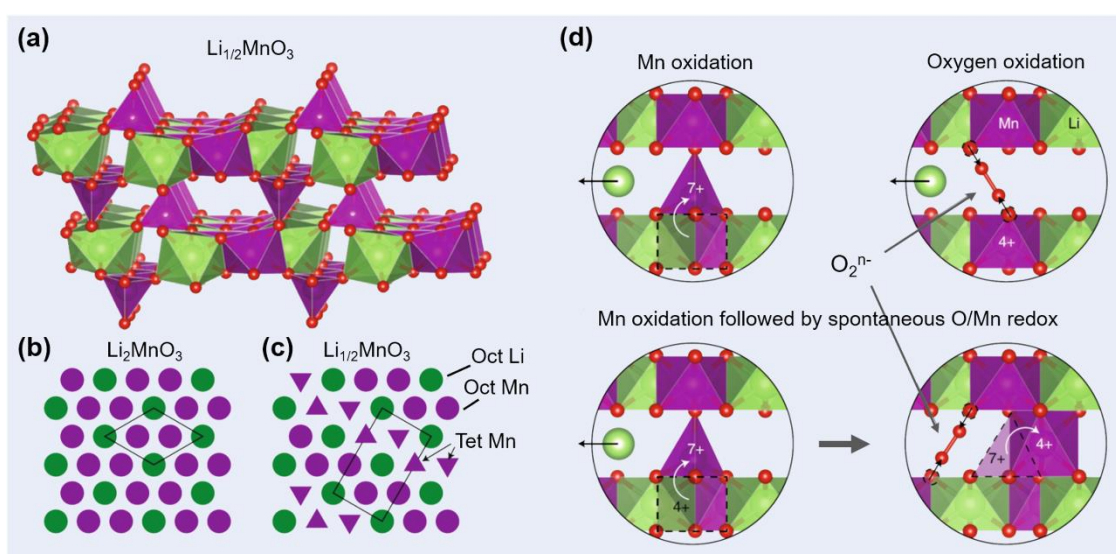 (a)
Li1/2MnO3
(b)
Li2MnO3
(c)
Li1/2MnO3
Oct Li
Oct Mn
Tet Mn
(d)
Mn oxidation
Oxygen oxidation
7+
Mn
Li
4+
O2n-
Mn oxidation followed by spontaneous O/Mn redox
7+
4+
7+
4+